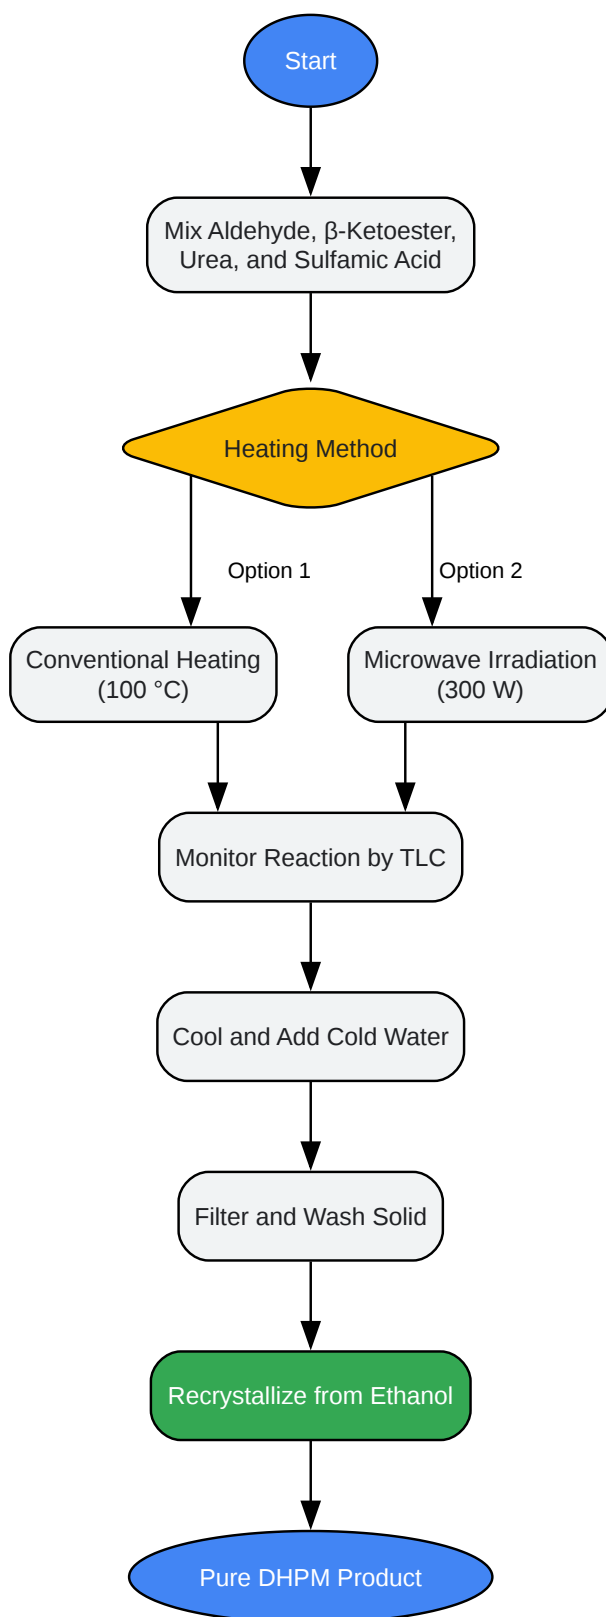 Start
Mix Aldehyde, β-Ketoester,
Urea, and Sulfamic Acid
Heating Method
Option 1
Option 2
Conventional Heating
(100 °C)
Microwave Irradiation
(300 W)
Monitor Reaction by TLC
Cool and Add Cold Water
Filter and Wash Solid
Recrystallize from Ethanol
Pure DHPM Product